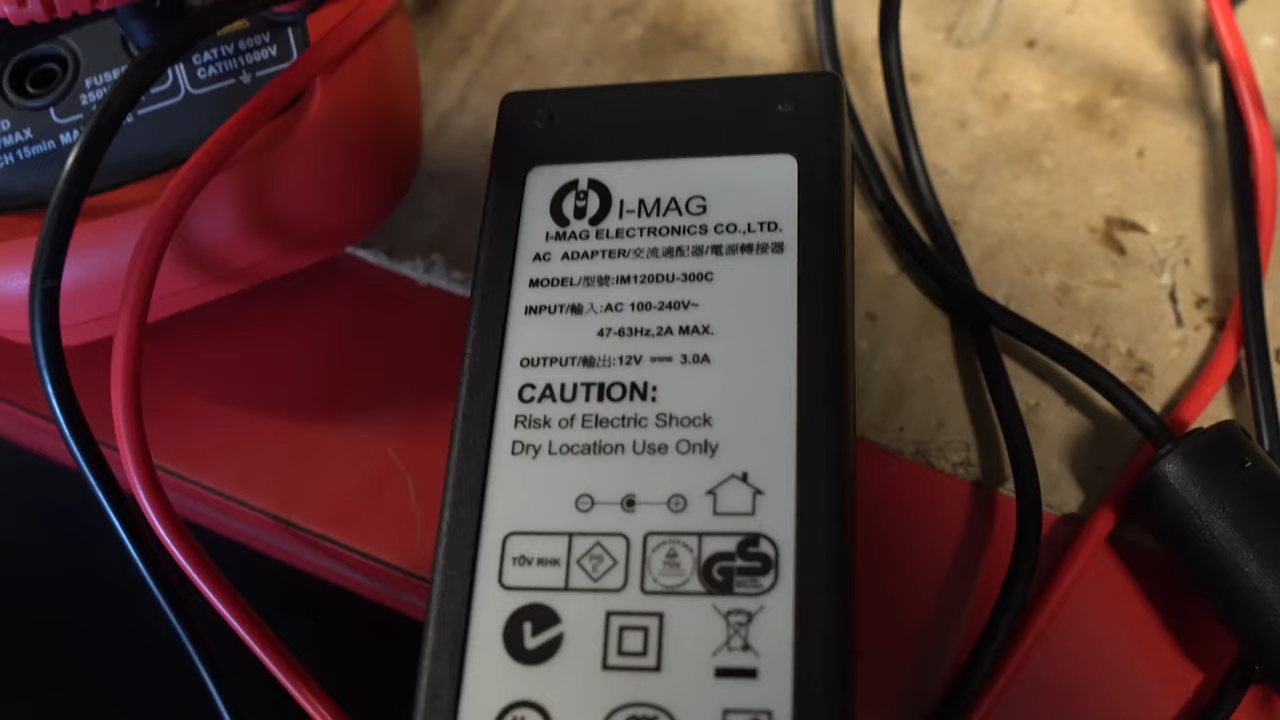 CAT IV 600V
CAT III 1000V
15min
I-MAG
I-MAG ELECTRONICS CO.,LTD.
AC ADAPTER/交流適配器/電源轉接器
MODEL/型號:IM120DU-300C
INPUT/輸入:AC 100-240V~
47-63Hz,2A MAX.
OUTPUT/輸出:12V ⎓ 3.0A
CAUTION:
Risk of Electric Shock
Dry Location Use Only
TÜV RHK
GS